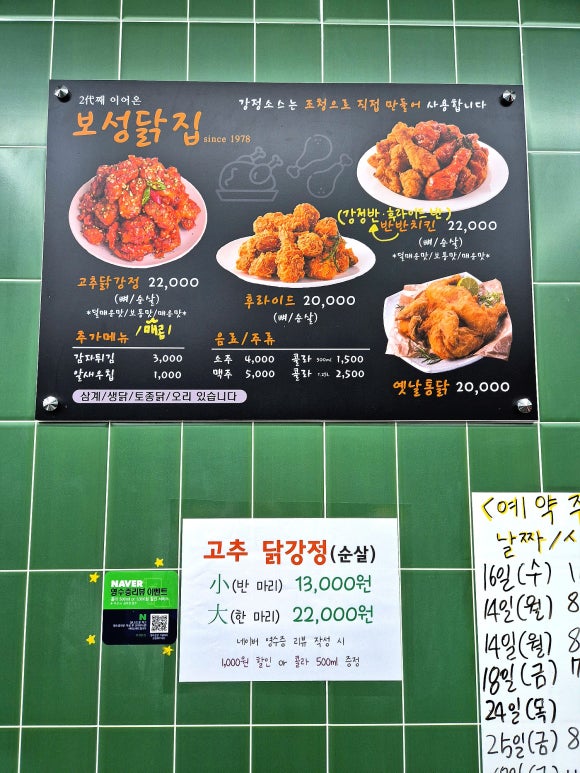 2代째 이어온
보성닭집 since 1978
강정소스는 조청으로 직접 만들어 사용합니다
고추닭강정 22,000
(뼈/순살)
*덜매운맛/보통맛/매운맛*
후라이드 20,000
(뼈/순살)
(강정반·후라이드반)
반반치킨 22,000
(뼈/순살)
*덜매운맛/보통맛/매운맛*
옛날통닭 20,000
추가메뉴
감자튀김 3,000
알새우칩 1,000
음료/주류
소주 4,000 콜라 500ml 1,500
맥주 5,000 콜라 1.25L 2,500
삼계/생닭/토종닭/오리 있습니다
고추 닭강정(순살)
小(반 마리) 13,000원
大(한 마리) 22,000원
네이버 영수증 리뷰 작성 시
1,000원 할인 or 콜라 500ml 증정
NAVER
영수증리뷰 이벤트
N
<예약
날짜/
16일(수) 1
14일(월) 8
14일(월) 8
18일(금) 7
24일(목)
25일(금) 8